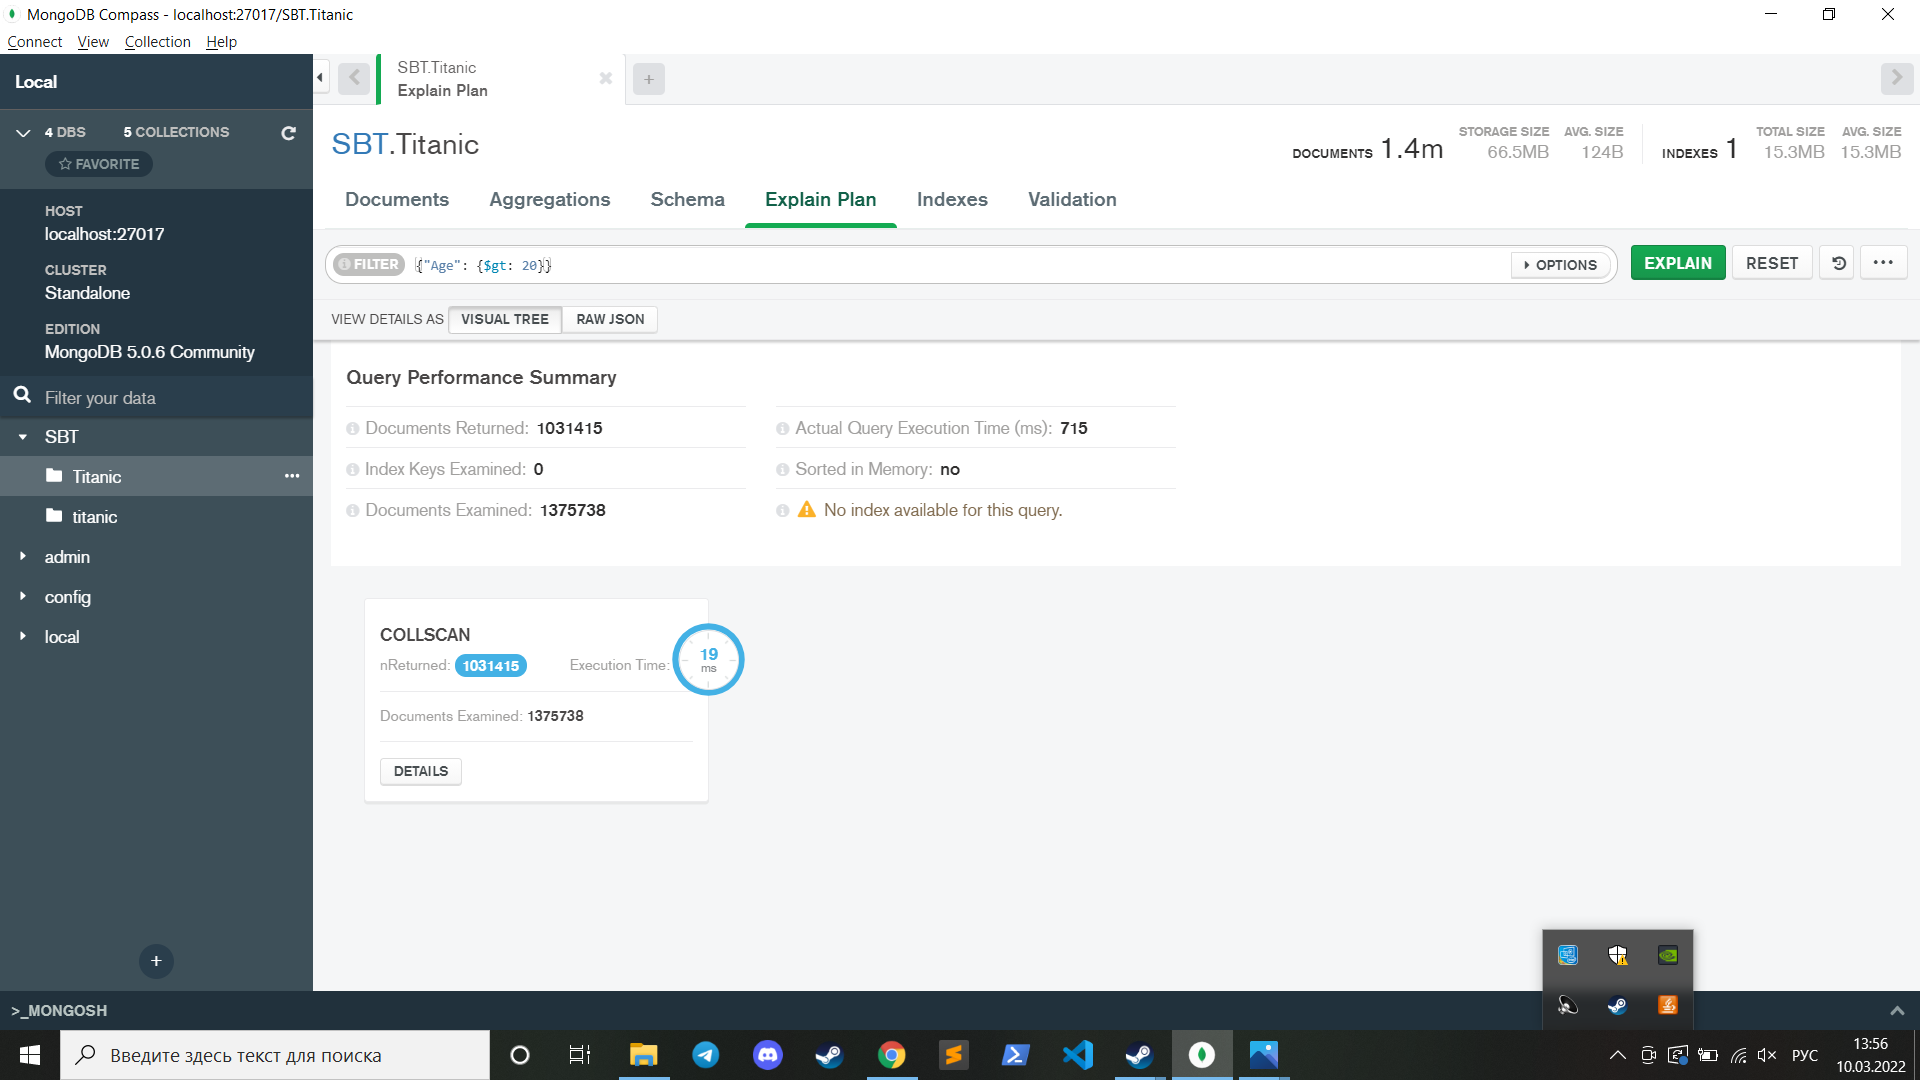 MongoDB Compass - localhost:27017/SBT.Titanic
Connect View Collection Help
Local
4 DBS 5 COLLECTIONS
FAVORITE
HOST
localhost:27017
CLUSTER
Standalone
EDITION
MongoDB 5.0.6 Community
Filter your data
SBT
Titanic
titanic
admin
config
local
SBT.Titanic
Explain Plan
SBT.Titanic
DOCUMENTS 1.4m
STORAGE SIZE
66.5MB
AVG. SIZE
124B
INDEXES 1
TOTAL SIZE
15.3MB
AVG. SIZE
15.3MB
Documents Aggregations Schema Explain Plan Indexes Validation
FILTER {"Age": {$gt: 20}} OPTIONS EXPLAIN RESET
VIEW DETAILS AS VISUAL TREE RAW JSON
Query Performance Summary
Documents Returned: 1031415
Index Keys Examined: 0
Documents Examined: 1375738
Actual Query Execution Time (ms): 715
Sorted in Memory: no
No index available for this query.
COLLSCAN
nReturned: 1031415 Execution Time: 19 ms
Documents Examined: 1375738
DETAILS
>_MONGOSH
Введите здесь текст для поиска
РУС
13:56
10.03.2022